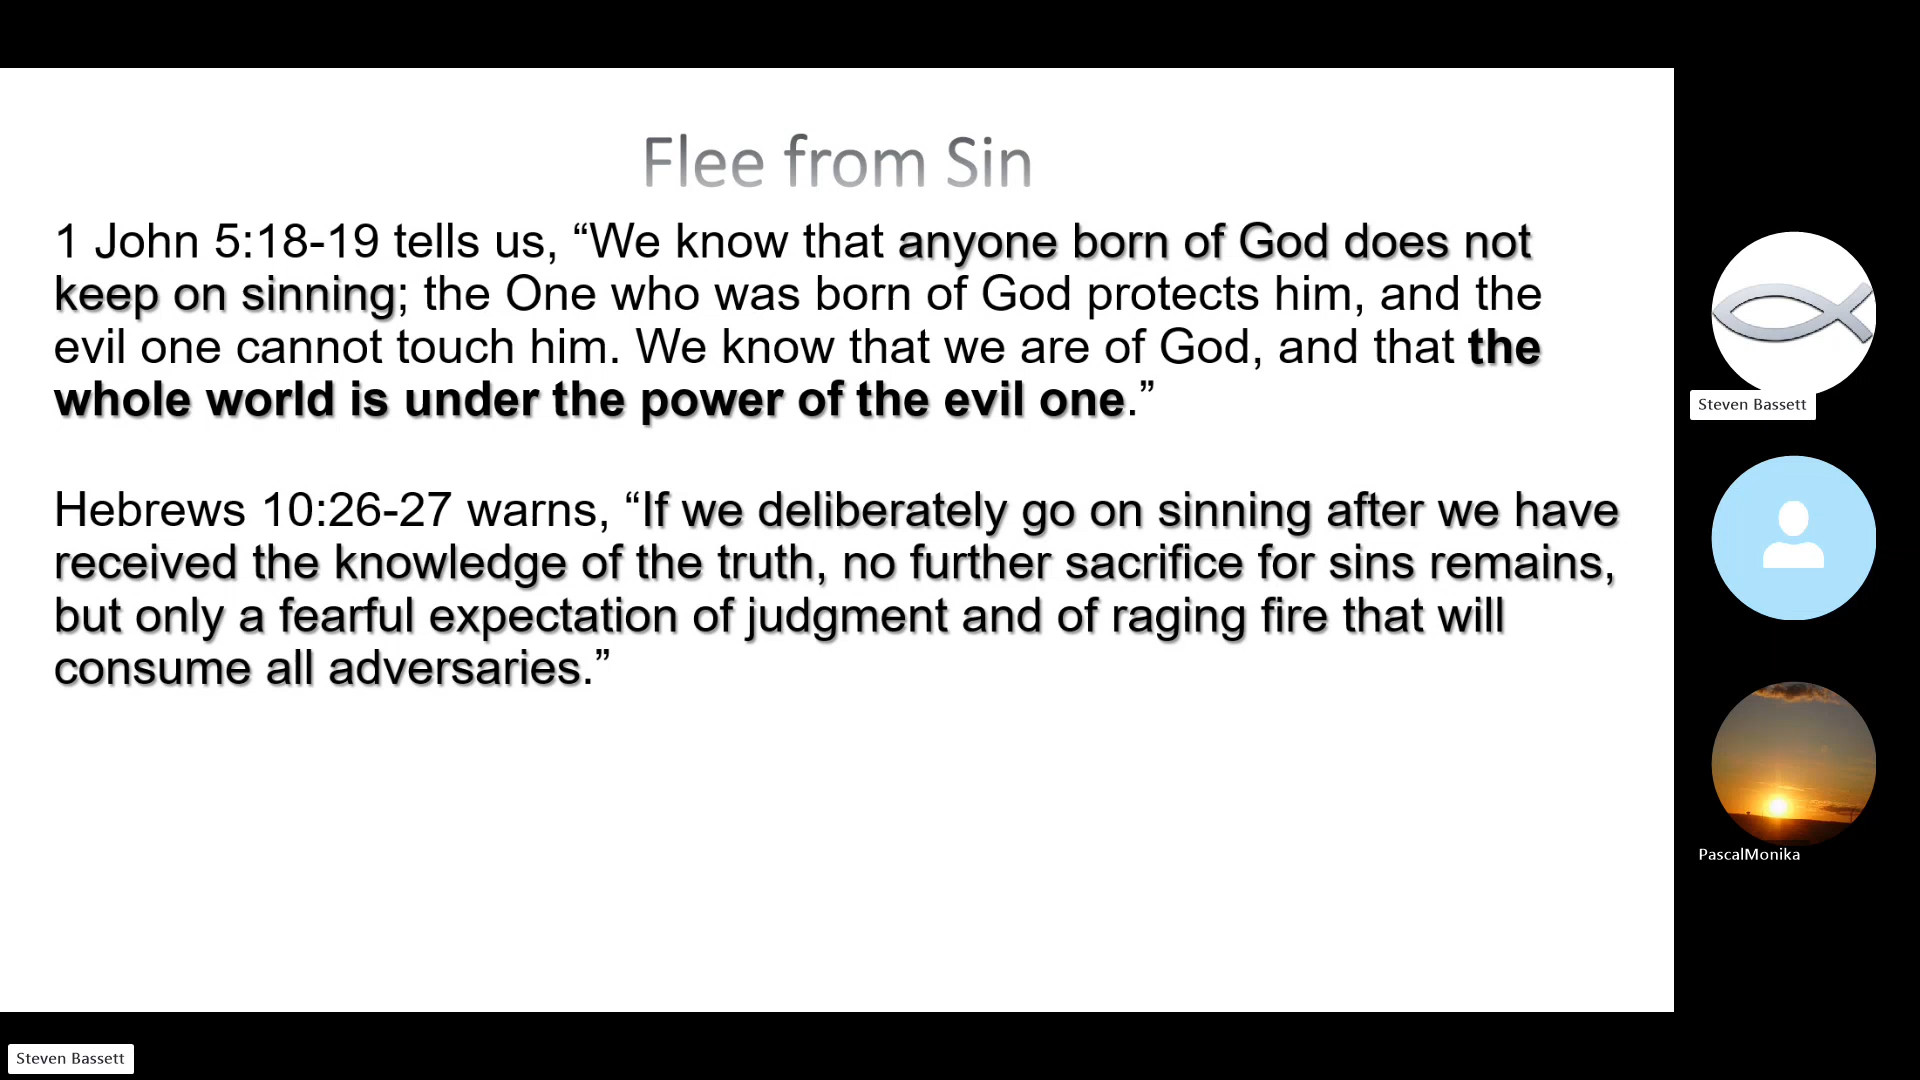 Flee from Sin
1 John 5:18-19 tells us, “We know that anyone born of God does not
keep on sinning; the One who was born of God protects him, and the
evil one cannot touch him. We know that we are of God, and that the
whole world is under the power of the evil one.”
Hebrews 10:26-27 warns, “If we deliberately go on sinning after we have
received the knowledge of the truth, no further sacrifice for sins remains,
but only a fearful expectation of judgment and of raging fire that will
consume all adversaries.”
Steven Bassett
PascalMonika
Steven Bassett